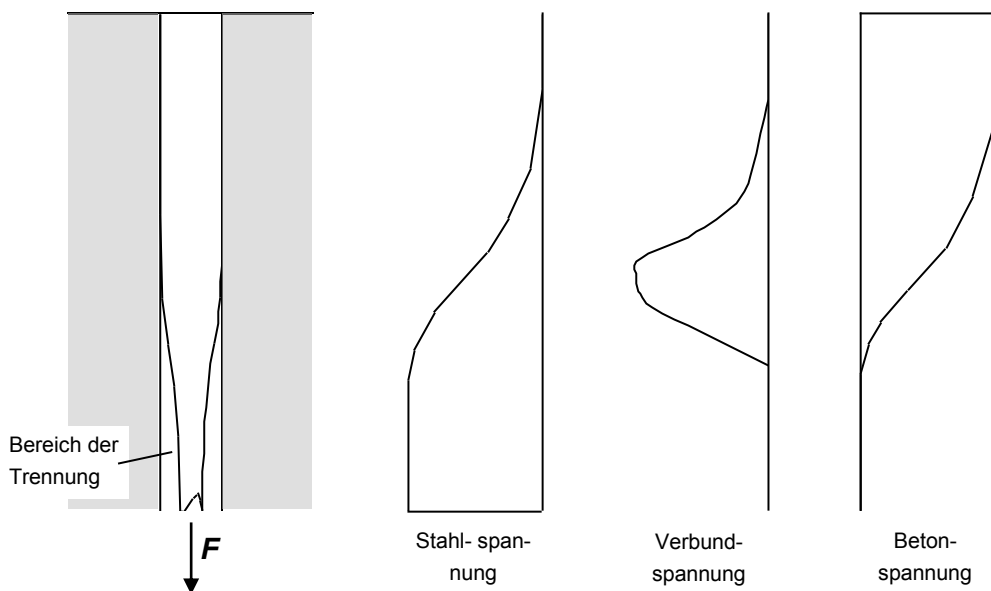 Bereich der
Trennung
F
Stahl- span-
nung
Verbund-
spannung
Beton-
spannung